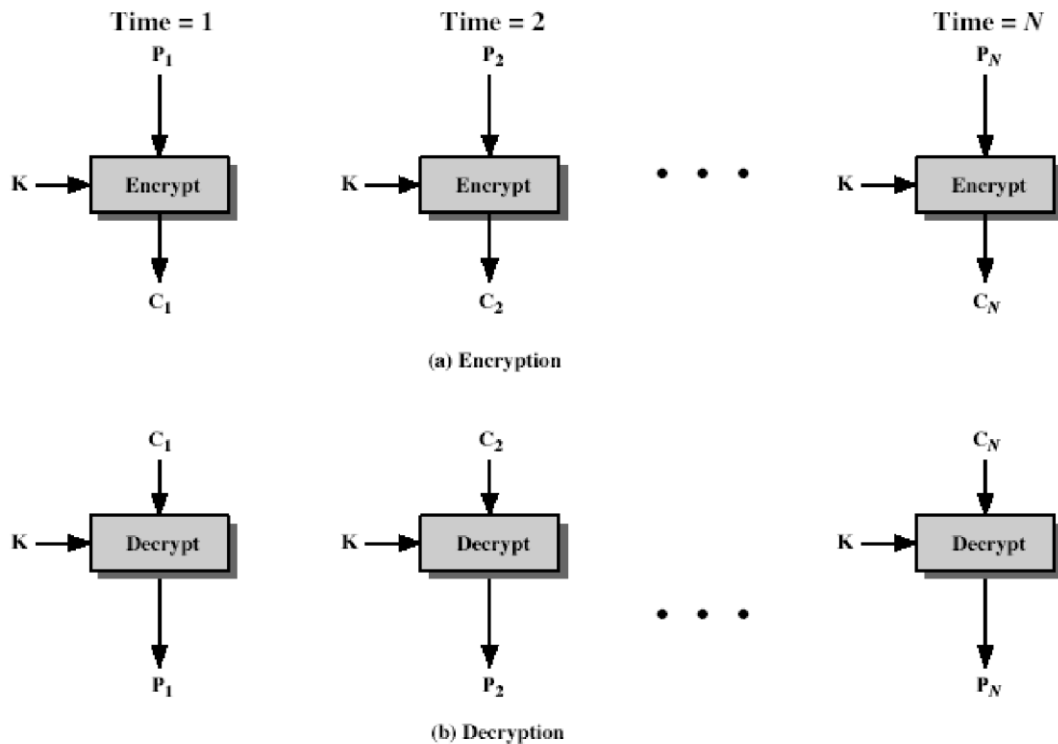 Time = 1 Time = 2 Time = N
P1 P2 PN
K Encrypt K Encrypt K Encrypt
C1 C2 CN
(a) Encryption
C1 C2 CN
K Decrypt K Decrypt K Decrypt
P1 P2 PN
(b) Decryption